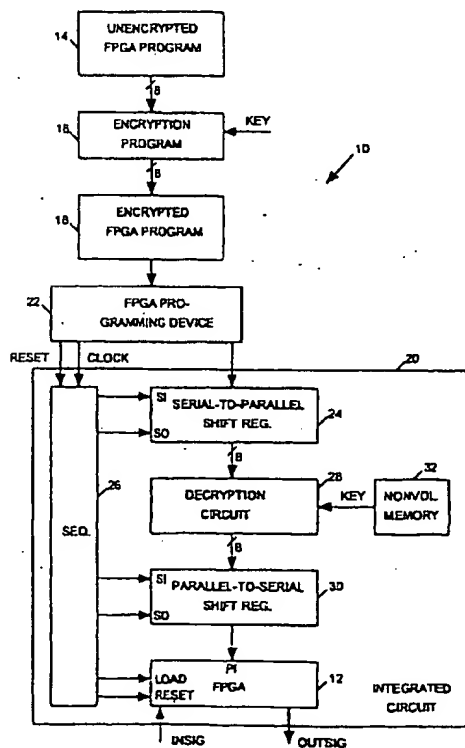 14
UNENCRYPTED
FPGA PROGRAM
8
16
ENCRYPTION
PROGRAM
KEY
10
8
18
ENCRYPTED
FPGA PROGRAM
22
FPGA PRO-
GRAMMING DEVICE
RESET
CLOCK
20
SI
SERIAL-TO-PARALLEL
SHIFT REG.
SO
24
8
26
28
32
DECRYPTION
CIRCUIT
KEY
NONVOL.
MEMORY
SEQ.
8
SI
PARALLEL-TO-SERIAL
SHIFT REG.
SO
30
PI
LOAD
FPGA
RESET
12
INTEGRATED
CIRCUIT
INSIG
OUTSIG